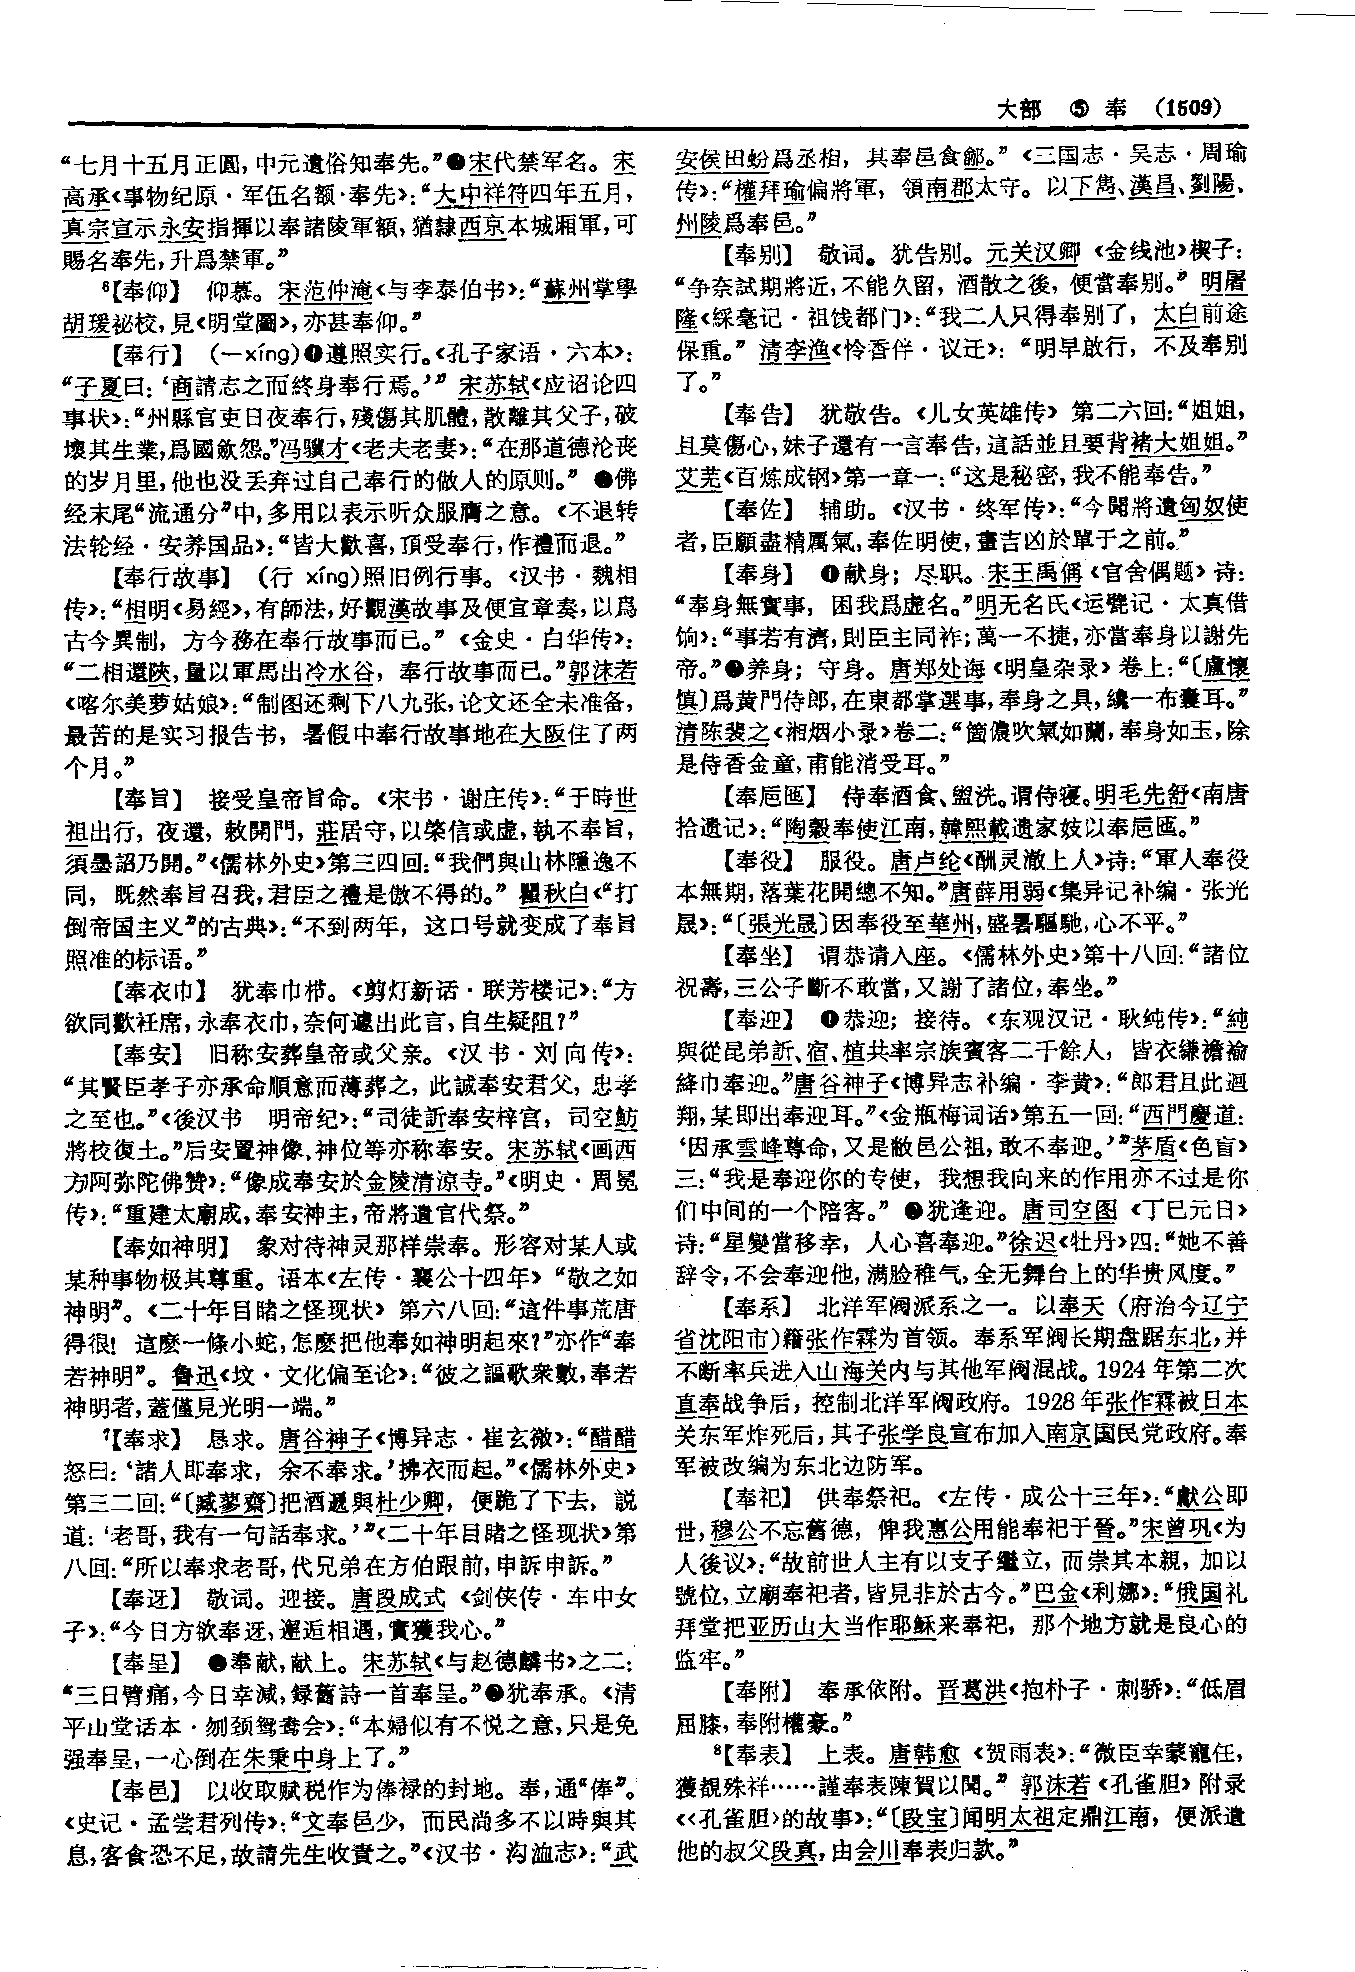 大部 ⑤ 奉 (1509)
“七月十五月正圓，中元遺俗知奉先。”❷宋代禁军名。宋
高承《事物纪原·军伍名额·奉先》：“大中祥符四年五月，
真宗宣示永安指揮以奉諸陵軍額，猶隸西京本城厢軍，可
賜名奉先，升爲禁軍。”
⁶【奉仰】 仰慕。宋范仲淹《与李泰伯书》：“蘇州掌學
胡瑗祕校，見《明堂圖》，亦甚奉仰。”
【奉行】 (—xíng)❶遵照实行。《孔子家语·六本》：
“子夏曰：‘商請志之而終身奉行焉。’” 宋苏轼《应诏论四
事状》：“州縣官吏日夜奉行，殘傷其肌體，散離其父子，破
壞其生業，爲國斂怨。”冯骥才《老夫老妻》：“在那道德沦丧
的岁月里，他也没丢弃过自己奉行的做人的原则。” ❷佛
经末尾“流通分”中，多用以表示听众服膺之意。《不退转
法轮经·安养国品》：“皆大歡喜，頂受奉行，作禮而退。”
【奉行故事】 (行 xíng)照旧例行事。《汉书·魏相
传》：“相明《易經》，有師法，好觀漢故事及便宜章奏，以爲
古今異制，方今務在奉行故事而已。” 《金史·白华传》：
“二相還陝，量以軍馬出冷水谷，奉行故事而已。”郭沫若
《喀尔美萝姑娘》：“制图还剩下八九张，论文还全未准备，
最苦的是实习报告书，暑假中奉行故事地在大阪住了两
个月。”
【奉旨】 接受皇帝旨命。《宋书·谢庄传》：“于時世
祖出行，夜還，敕開門，莊居守，以棨信或虚，執不奉旨，
須墨詔乃開。”《儒林外史》第三四回：“我們與山林隱逸不
同，既然奉旨召我，君臣之禮是傲不得的。” 瞿秋白《“打
倒帝国主义”的古典》：“不到两年，这口号就变成了奉旨
照准的标语。”
【奉衣巾】 犹奉巾栉。《剪灯新话·联芳楼记》：“方
欲同歡衽席，永奉衣巾，奈何遽出此言，自生疑阻？”
【奉安】 旧称安葬皇帝或父亲。《汉书·刘向传》：
“其賢臣孝子亦承命順意而薄葬之，此誠奉安君父，忠孝
之至也。”《後汉书 明帝纪》：“司徒訢奉安梓宫，司空魴
將校復土。”后安置神像、神位等亦称奉安。宋苏轼《画西
方阿弥陀佛赞》：“像成奉安於金陵清涼寺。”《明史·周冕
传》：“重建太廟成，奉安神主，帝將遣官代祭。”
【奉如神明】 象对待神灵那样崇奉。形容对某人或
某种事物极其尊重。语本《左传·襄公十四年》 “敬之如
神明”。《二十年目睹之怪现状》 第六八回：“這件事荒唐
得很！這麽一條小蛇，怎麽把他奉如神明起來？”亦作“奉
若神明”。鲁迅《坟·文化偏至论》：“彼之謳歌衆數，奉若
神明者，蓋僅見光明一端。”
⁷【奉求】 恳求。唐谷神子《博异志·崔玄微》：“醋醋
怒曰：‘諸人即奉求，余不奉求。’拂衣而起。”《儒林外史》
第三二回：“〔臧蓼齋〕把酒遞與杜少卿，便跪了下去，説
道：‘老哥，我有一句話奉求。’”《二十年目睹之怪现状》第
八回：“所以奉求老哥，代兄弟在方伯跟前，申訴申訴。”
【奉迓】 敬词。迎接。唐段成式 《剑侠传·车中女
子》：“今日方欲奉迓，邂逅相遇，實獲我心。”
【奉呈】 ❶奉献，献上。宋苏轼《与赵德麟书》之二：
“三日臂痛，今日幸減，録舊詩一首奉呈。”❷犹奉承。《清
平山堂话本·刎颈鸳鸯会》：“本婦似有不悦之意，只是免
强奉呈，一心倒在朱秉中身上了。”
【奉邑】 以收取赋税作为俸禄的封地。奉，通“俸”。
《史记·孟尝君列传》：“文奉邑少，而民尚多不以時與其
息，客食恐不足，故請先生收責之。”《汉书·沟洫志》：“武
安侯田蚡爲丞相，其奉邑食鄃。” 《三国志·吴志·周瑜
传》：“權拜瑜偏將軍，領南郡太守。以下雋、漢昌、劉陽、
州陵爲奉邑。”
【奉别】 敬词。犹告别。元关汉卿 《金线池》楔子：
“争奈試期將近，不能久留，酒散之後，便當奉别。” 明屠
隆《綵毫记·祖饯都门》：“我二人只得奉别了，太白前途
保重。” 清李渔《怜香伴·议迁》：“明早啟行，不及奉别
了。”
【奉告】 犹敬告。《儿女英雄传》 第二六回：“姐姐，
且莫傷心，妹子還有一言奉告，這話並且要背褚大姐姐。”
艾芜《百炼成钢》第一章一：“这是秘密，我不能奉告。”
【奉佐】 辅助。《汉书·终军传》：“今聞將遣匈奴使
者，臣願盡精厲氣，奉佐明使，畫吉凶於單于之前。”
【奉身】 ❶献身；尽职。宋王禹偁《官舍偶题》诗：
“奉身無實事，困我爲虚名。”明无名氏《运甓记·太真借
饷》：“事若有濟，則臣主同祚；萬一不捷，亦當奉身以謝先
帝。”❷养身；守身。唐郑处诲《明皇杂录》卷上：“〔盧懷
慎〕爲黄門侍郎，在東都掌選事，奉身之具，纔一布囊耳。”
清陈裴之《湘烟小录》卷二：“箇儂吹氣如蘭，奉身如玉，除
是侍香金童，甫能消受耳。”
【奉卮匜】 侍奉酒食、盥洗。谓侍寝。明毛先舒《南唐
拾遗记》：“陶穀奉使江南，韓熙載遣家妓以奉卮匜。”
【奉役】 服役。唐卢纶《酬灵澈上人》诗：“軍人奉役
本無期，落葉花開總不知。”唐薛用弱《集异记补编·张光
晟》：“〔張光晟〕因奉役至華州，盛暑驅馳，心不平。”
【奉坐】 谓恭请入座。《儒林外史》第十八回：“諸位
祝壽，三公子斷不敢當，又謝了諸位，奉坐。”
【奉迎】 ❶恭迎；接待。《东观汉记·耿纯传》：“純
與從昆弟訢、宿、植共率宗族賓客二千餘人，皆衣縑襜褕
絳巾奉迎。”唐谷神子《博异志补编·李黄》：“郎君且此迴
翔，某即出奉迎耳。”《金瓶梅词话》第五一回：“西門慶道：
‘因承雲峰尊命，又是敝邑公祖，敢不奉迎。’”茅盾《色盲》
三：“我是奉迎你的专使，我想我向来的作用亦不过是你
们中间的一个陪客。” ❷犹逢迎。唐司空图 《丁巳元日》
诗：“星變當移幸，人心喜奉迎。”徐迟《牡丹》四：“她不善
辞令，不会奉迎他，满脸稚气，全无舞台上的华贵风度。”
【奉系】 北洋军阀派系之一。以奉天（府治今辽宁
省沈阳市）籍张作霖为首领。奉系军阀长期盘踞东北，并
不断率兵进入山海关内与其他军阀混战。1924年第二次
直奉战争后，控制北洋军阀政府。1928年张作霖被日本
关东军炸死后，其子张学良宣布加入南京国民党政府。奉
军被改编为东北边防军。
【奉祀】 供奉祭祀。《左传·成公十三年》：“獻公即
世，穆公不忘舊德，俾我惠公用能奉祀于晉。”宋曾巩《为
人後议》：“故前世人主有以支子繼立，而崇其本親，加以
號位，立廟奉祀者，皆見非於古今。”巴金《利娜》：“俄国礼
拜堂把亚历山大当作耶稣来奉祀，那个地方就是良心的
监牢。”
【奉附】 奉承依附。晋葛洪《抱朴子·刺骄》：“低眉
屈膝，奉附權豪。”
⁸【奉表】 上表。唐韩愈 《贺雨表》：“微臣幸蒙寵任，
獲覩殊祥……謹奉表陳賀以聞。” 郭沫若《孔雀胆》附录
《〈孔雀胆〉的故事》：“〔段宝〕闻明太祖定鼎江南，便派遣
他的叔父段真，由会川奉表归款。”